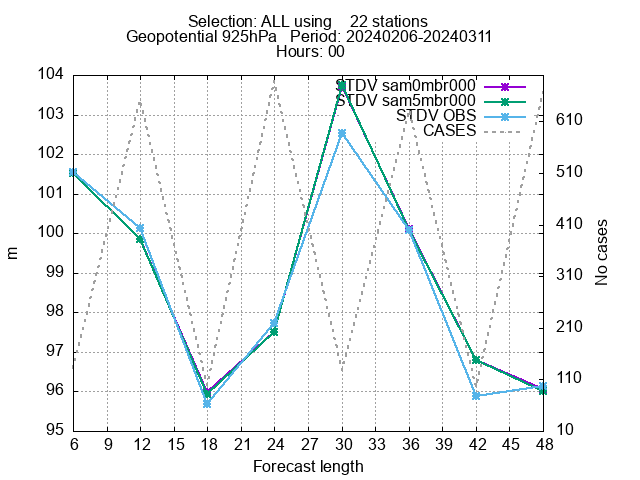 Selection: ALL using    22 stations
Geopotential 925hPa   Period: 20240206-20240311
Hours: 00
STDV sam0mbr000
STDV sam5mbr000
STDV OBS
CASES
104
103
102
101
100
99
98
97
96
95
m
610
510
410
310
210
110
10
No cases
6 9 12 15 18 21 24 27 30 33 36 39 42 45 48
Forecast length